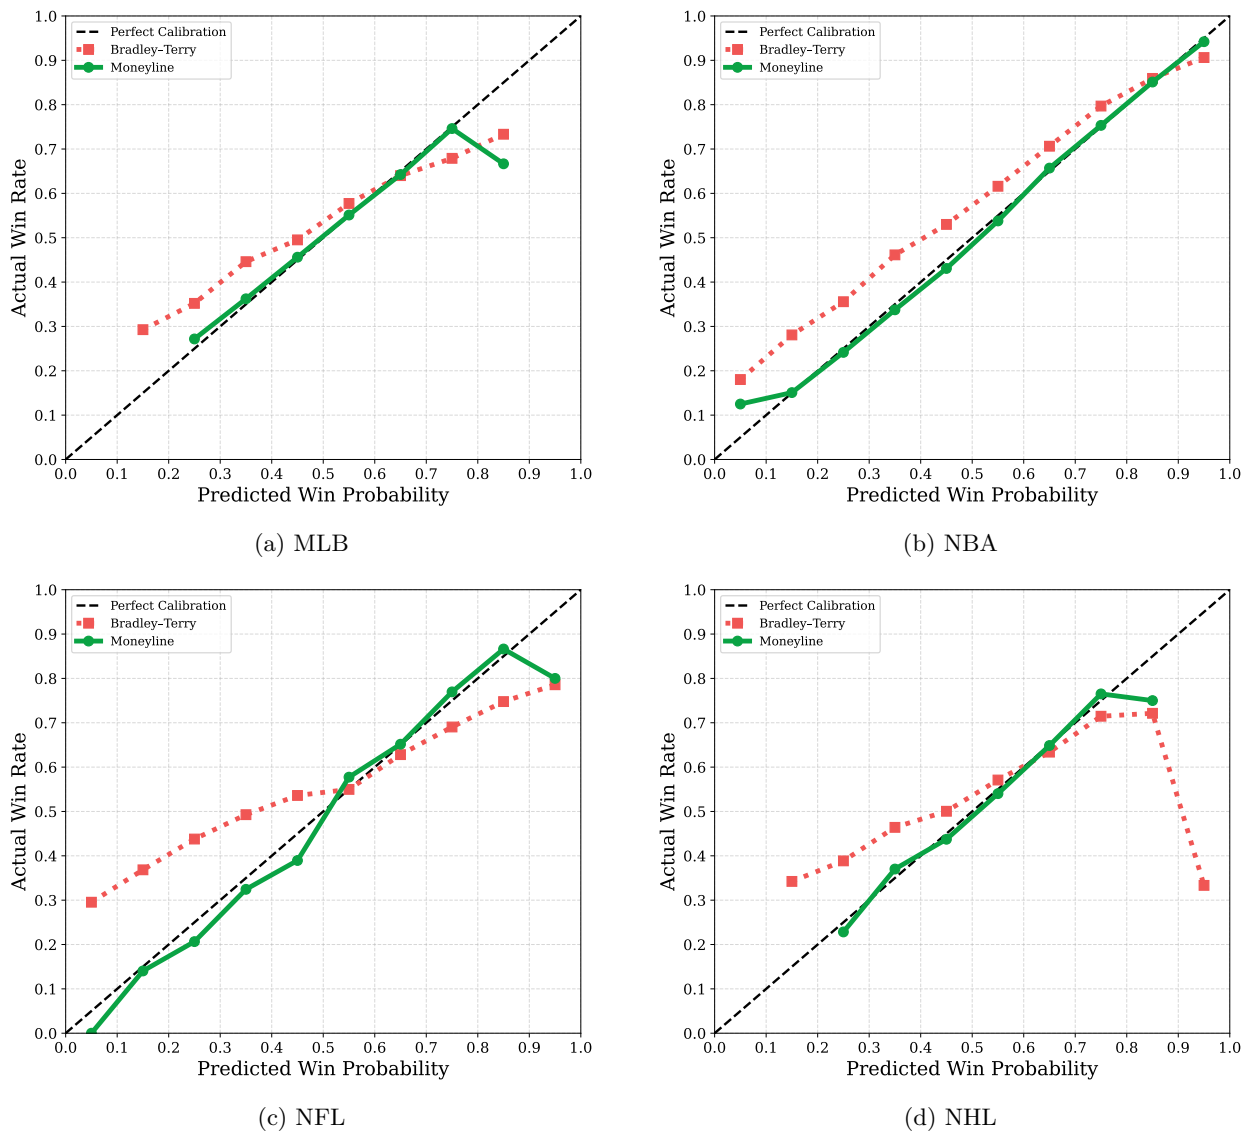 Perfect Calibration
Bradley–Terry
Moneyline
Actual Win Rate
1.0
0.9
0.8
0.7
0.6
0.5
0.4
0.3
0.2
0.1
0.0
0.0 0.1 0.2 0.3 0.4 0.5 0.6 0.7 0.8 0.9 1.0
Predicted Win Probability
(a) MLB
Perfect Calibration
Bradley–Terry
Moneyline
Actual Win Rate
1.0
0.9
0.8
0.7
0.6
0.5
0.4
0.3
0.2
0.1
0.0
0.0 0.1 0.2 0.3 0.4 0.5 0.6 0.7 0.8 0.9 1.0
Predicted Win Probability
(b) NBA
Perfect Calibration
Bradley–Terry
Moneyline
Actual Win Rate
1.0
0.9
0.8
0.7
0.6
0.5
0.4
0.3
0.2
0.1
0.0
0.0 0.1 0.2 0.3 0.4 0.5 0.6 0.7 0.8 0.9 1.0
Predicted Win Probability
(c) NFL
Perfect Calibration
Bradley–Terry
Moneyline
Actual Win Rate
1.0
0.9
0.8
0.7
0.6
0.5
0.4
0.3
0.2
0.1
0.0
0.0 0.1 0.2 0.3 0.4 0.5 0.6 0.7 0.8 0.9 1.0
Predicted Win Probability
(d) NHL